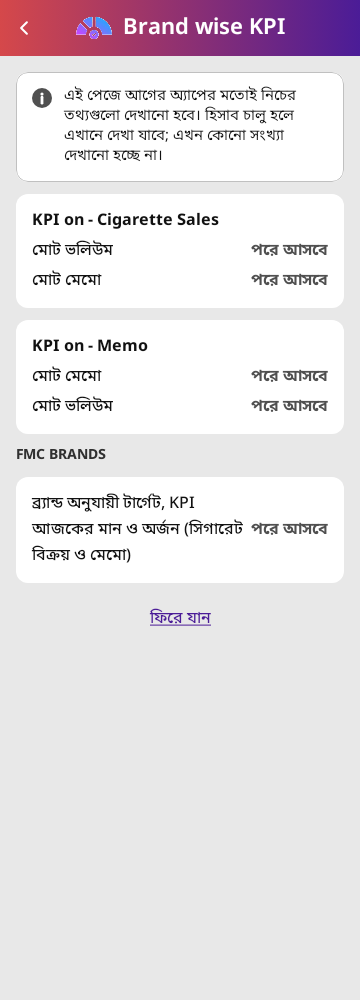 Brand wise KPI
এই পেজে আগের অ্যাপের মতোই নিচের
তথ্যগুলো দেখানো হবে। হিসাব চালু হলে
এখানে দেখা যাবে; এখন কোনো সংখ্যা
দেখানো হচ্ছে না।
KPI on - Cigarette Sales
মোট ভলিউম পরে আসবে
মোট মেমো পরে আসবে
KPI on - Memo
মোট মেমো পরে আসবে
মোট ভলিউম পরে আসবে
FMC BRANDS
ব্র্যান্ড অনুযায়ী টার্গেট, KPI
আজকের মান ও অর্জন (সিগারেট পরে আসবে
বিক্রয় ও মেমো)
ফিরে যান